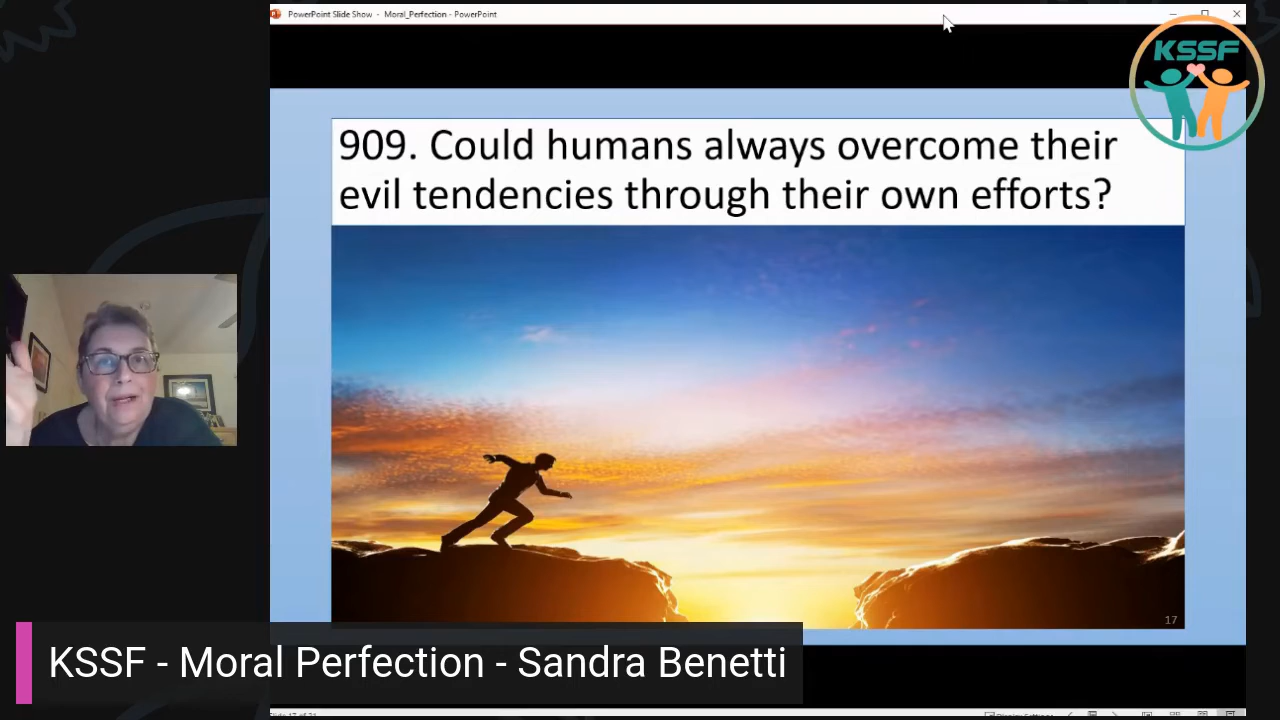 PowerPoint Slide Show - Moral_Perfection - PowerPoint
KSSF
909. Could humans always overcome their
evil tendencies through their own efforts?
17
KSSF - Moral Perfection - Sandra Benetti